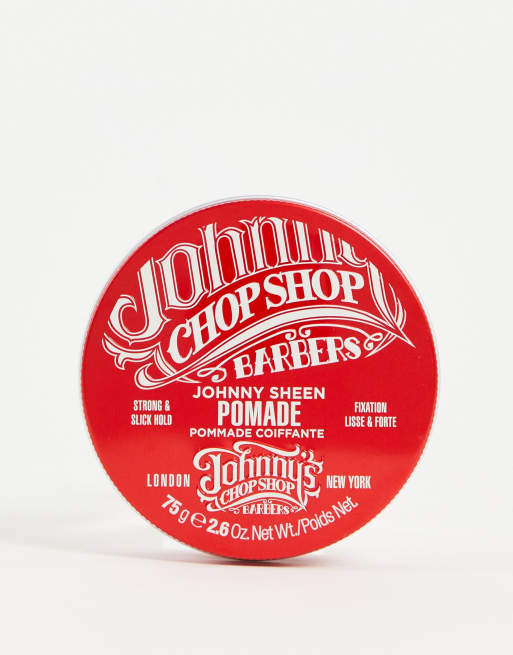 Johnny
CHOP SHOP
BARBERS
JOHNNY SHEEN
STRONG &
SLICK HOLD
POMADE
FIXATION
LISSE & FORTE
POMMADE COIFFANTE
LONDON
Johnny's
CHOP SHOP
BARBERS
NEW YORK
75 g e 2.6 Oz. Net Wt./Poids Net.